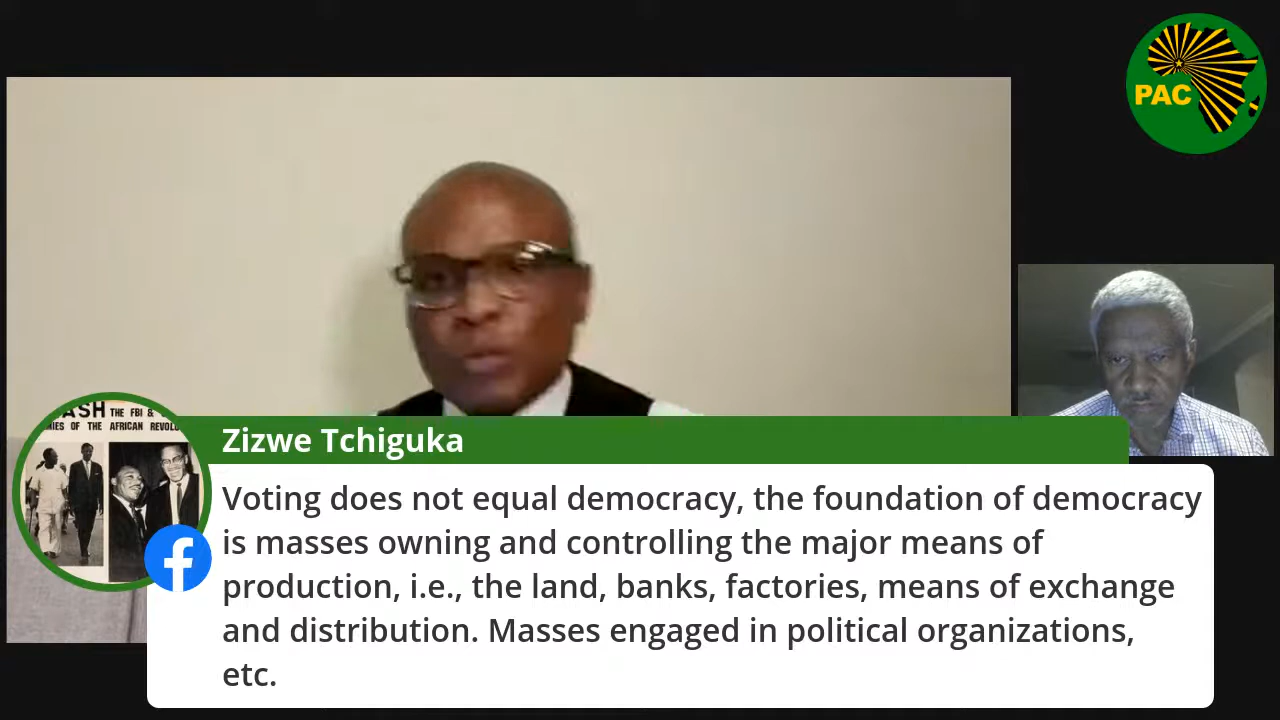 PAC
ASH THE FBI &
OF THE AFRICAN REVOLU
Zizwe Tchiguka
Voting does not equal democracy, the foundation of democracy
is masses owning and controlling the major means of
production, i.e., the land, banks, factories, means of exchange
and distribution. Masses engaged in political organizations,
etc.